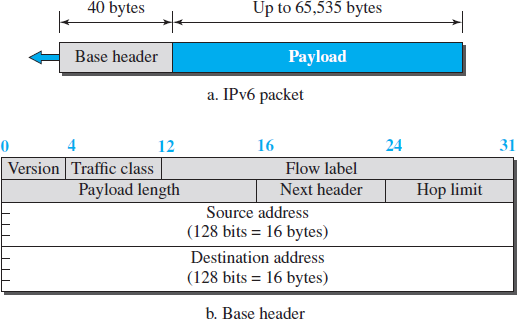 40 bytes Up to 65,535 bytes
Base header Payload
a. IPv6 packet
0 4 12 16 24 31
Version Traffic class Flow label
Payload length Next header Hop limit
Source address
(128 bits = 16 bytes)
Destination address
(128 bits = 16 bytes)
b. Base header